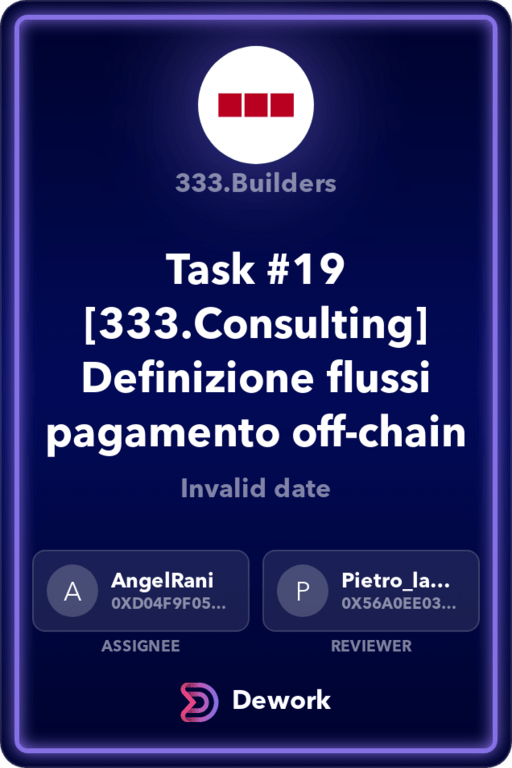 333.Builders
Task #19
[333.Consulting]
Definizione flussi
pagamento off-chain
Invalid date
A
AngelRani
0XD04F9F05...
P
Pietro_la...
0X56A0EE03...
ASSIGNEE
REVIEWER
Dework